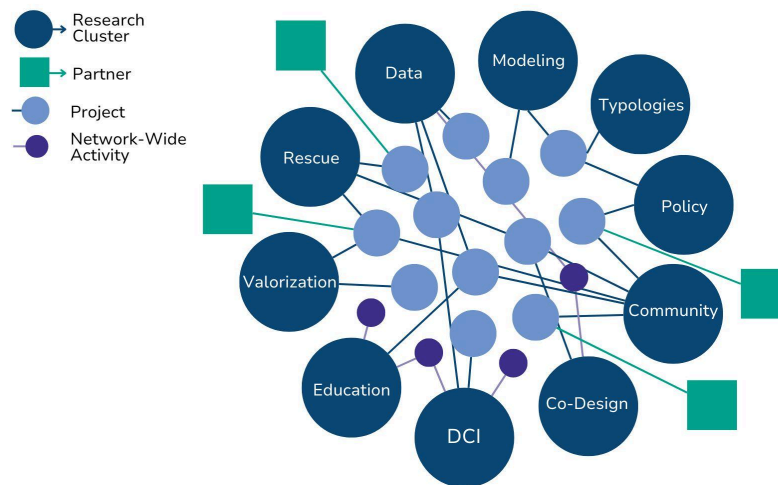 Research
Cluster
Partner
Project
Network-Wide
Activity
Data
Modeling
Typologies
Rescue
Policy
Valorization
Community
Education
Co-Design
DCI